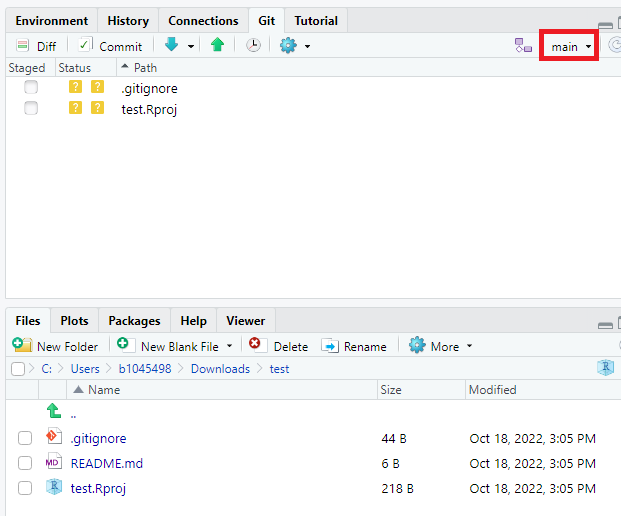 Environment History Connections Git Tutorial
Diff Commit main
Staged Status Path
? ? .gitignore
? ? test.Rproj
Files Plots Packages Help Viewer
New Folder New Blank File Delete Rename More
C: Users b1045498 Downloads test R
Name Size Modified
..
.gitignore 44 B Oct 18, 2022, 3:05 PM
MD README.md 6 B Oct 18, 2022, 3:05 PM
R test.Rproj 218 B Oct 18, 2022, 3:05 PM